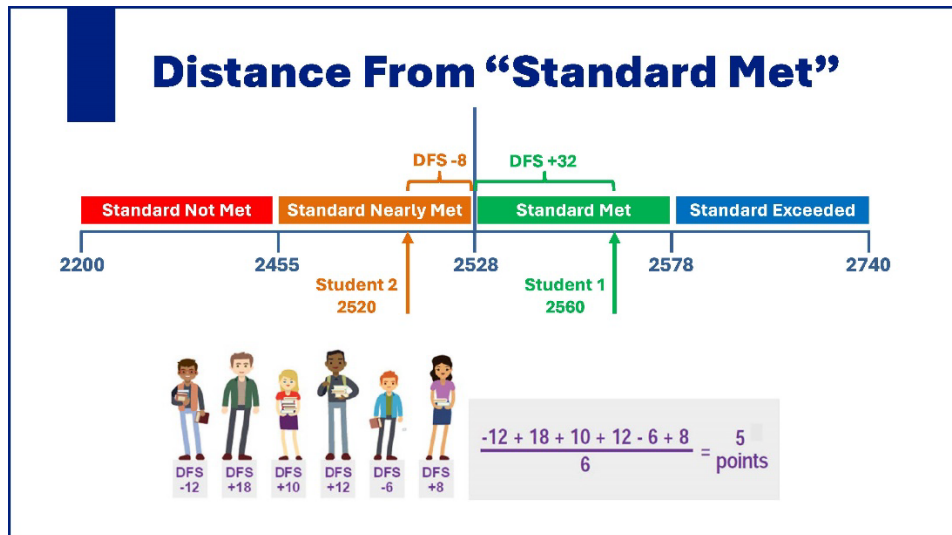 Distance From “Standard Met”
DFS -8
DFS +32
Standard Not Met
Standard Nearly Met
Standard Met
Standard Exceeded
2200
2455
2528
2578
2740
Student 2
2520
Student 1
2560
DFS
-12
DFS
+18
DFS
+10
DFS
+12
DFS
-6
DFS
+8
-12 + 18 + 10 + 12 - 6 + 8
6
=
5
points